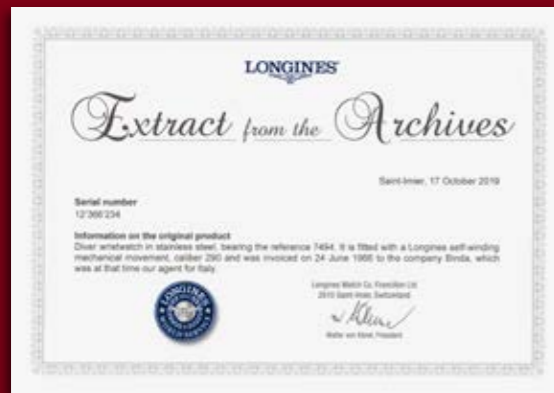 LONGINES
Extract from the Archives
Saint-Imier, 17 October 2019
Serial number
12'366'234
Information on the original product
Diver wristwatch in stainless steel, bearing the reference 7494. It is fitted with a Longines self-winding
mechanical movement, caliber 290 and was invoiced on 24 June 1966 to the company Binda, which
was at that time our agent for Italy.
Longines Watch Co. Francillon Ltd.
2610 Saint-Imier, Switzerland
LONGINES
Walter von Känel, President